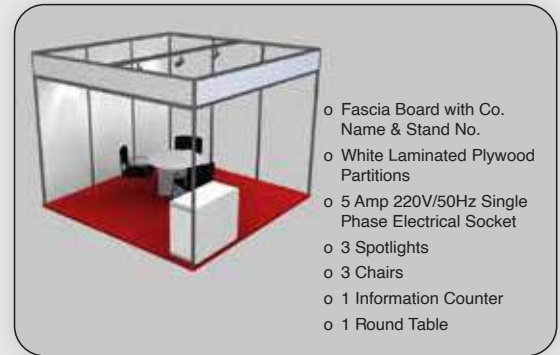 o Fascia Board with Co.
Name & Stand No.
o White Laminated Plywood
Partitions
o 5 Amp 220V/50Hz Single
Phase Electrical Socket
o 3 Spotlights
o 3 Chairs
o 1 Information Counter
o 1 Round Table